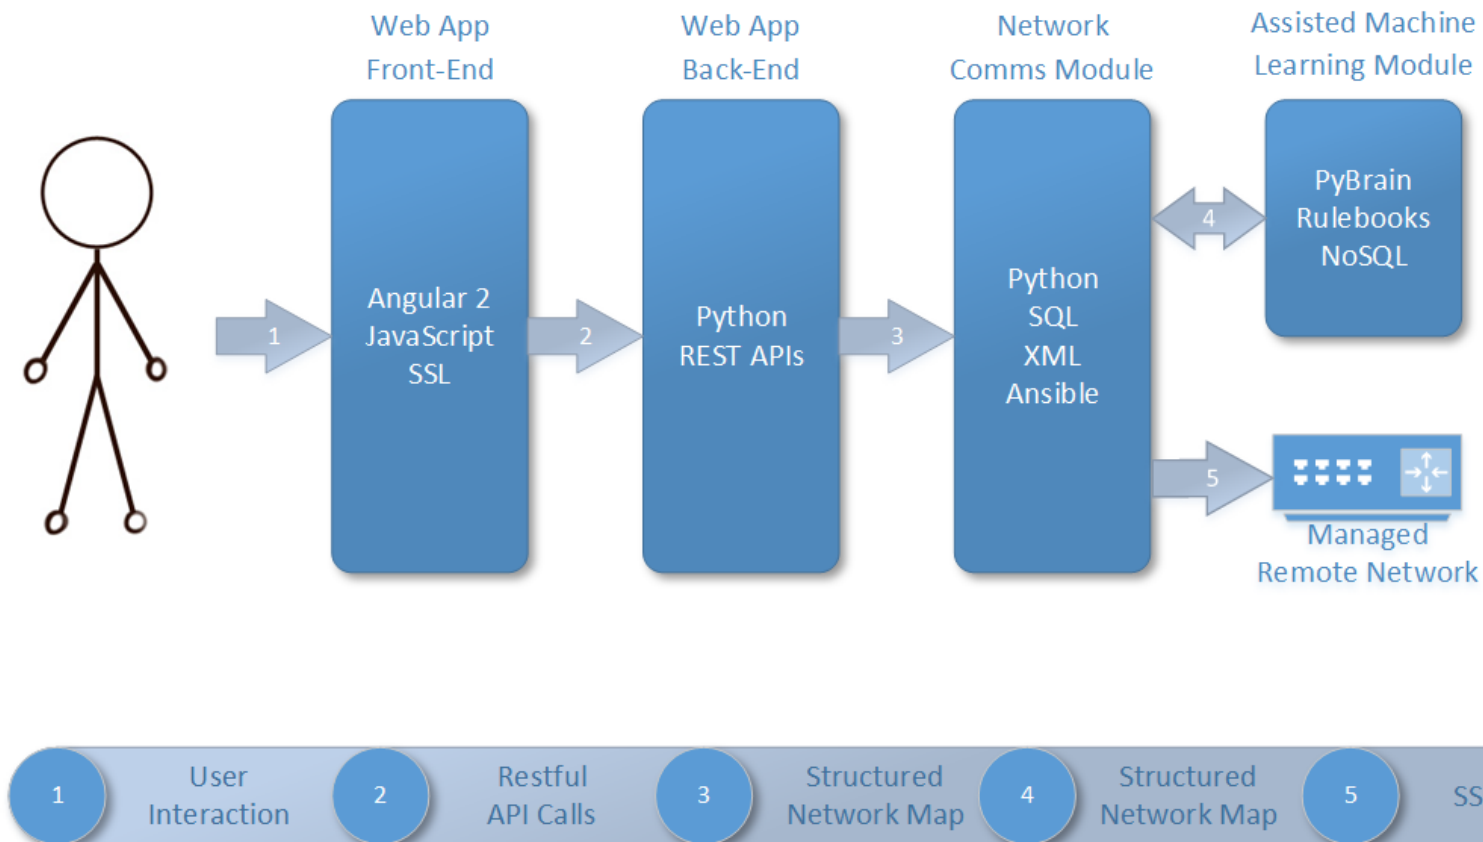 Web App
Front-End
Web App
Back-End
Network
Comms Module
Assisted Machine
Learning Module
PyBrain
Rulebooks
NoSQL
4
Angular 2
JavaScript
SSL
Python
REST APIs
Python
SQL
XML
Ansible
1
2
3
5
Managed
Remote Network
1
User
Interaction
2
Restful
API Calls
3
Structured
Network Map
4
Structured
Network Map
5